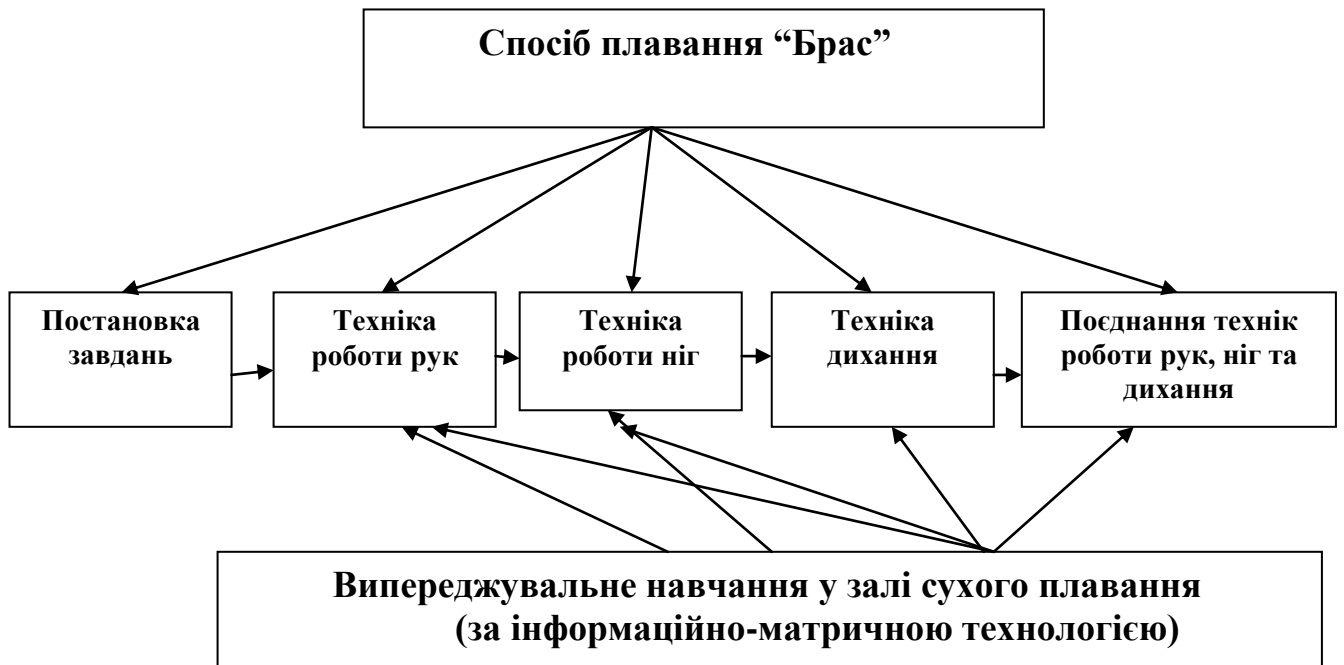 Спосіб плавання “Брас”
Постановка
завдань
Техніка
роботи рук
Техніка
роботи ніг
Техніка
дихання
Поєднання технік
роботи рук, ніг та
дихання
Випереджувальне навчання у залі сухого плавання
(за інформаційно-матричною технологією)